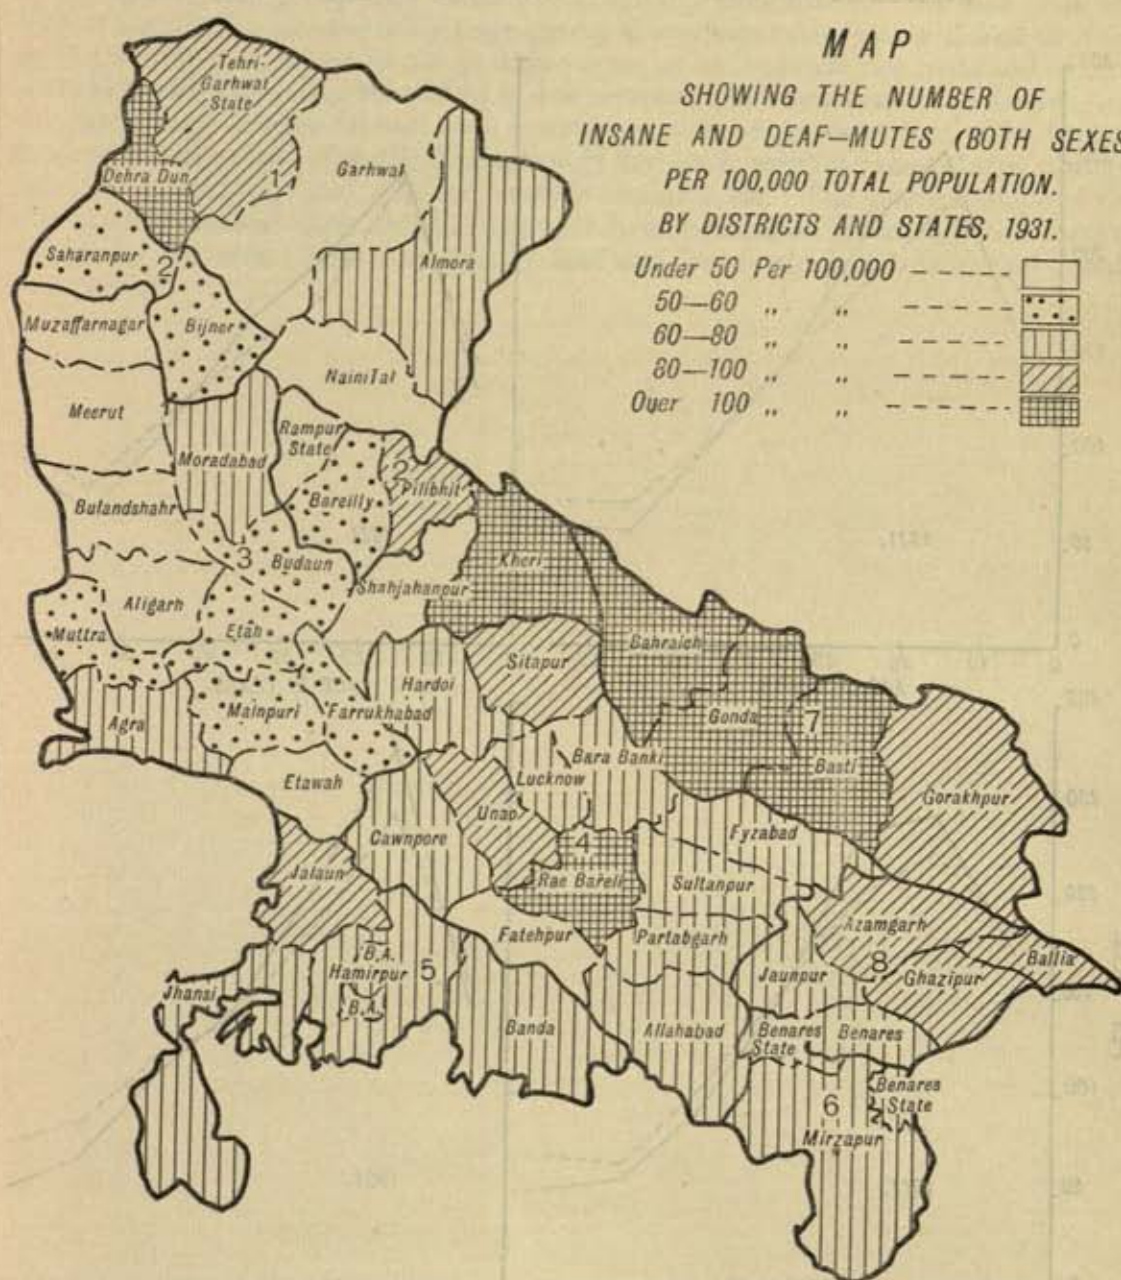 MAP
SHOWING THE NUMBER OF
INSANE AND DEAF-MUTES (BOTH SEXES
PER 100,000 TOTAL POPULATION.
BY DISTRICTS AND STATES, 1931.
Under 50 Per 100,000
50—60 „ „
60—80 „ „
80—100 „ „
Over 100 „ „
Tehri-
Garhwal
State
1
Garhwal
Dehra Dun
Almora
Saharanpur
2
Muzaffarnagar
Bijnor
Naini Tal
Meerut
Moradabad
Rampur
State
2
Pilibhit
Bareilly
Bulandshahr
3
Budaun
Kheri
Shahjahanpur
Aligarh
Muttra
Etah
Bahraich
Sitapur
Hardoi
Agra
Mainpuri
Farrukhabad
Gonda
7
Basti
Etawah
Lucknow
Bara Banki
Gorakhpur
Unao
Cawnpore
4
Fyzabad
Jalaun
Rae Bareli
Sultanpur
Azamgarh
Fatehpur
Partabgarh
B.A.
Hamirpur
5
B.A.
Jaunpur
8
Ghazipur
Ballia
Jhansi
Banda
Allahabad
Benares
State
Benares
Benares
State
6
Mirzapur